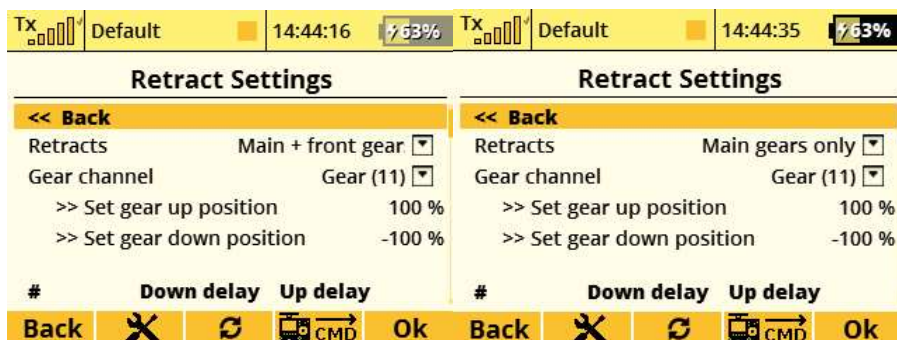 Tx Default 14:44:16 63%
Retract Settings
<< Back
Retracts Main + front gear
Gear channel Gear (11)
>> Set gear up position 100 %
>> Set gear down position -100 %
# Down delay Up delay
Back CMD Ok
Tx Default 14:44:35 63%
Retract Settings
<< Back
Retracts Main gears only
Gear channel Gear (11)
>> Set gear up position 100 %
>> Set gear down position -100 %
# Down delay Up delay
Back CMD Ok